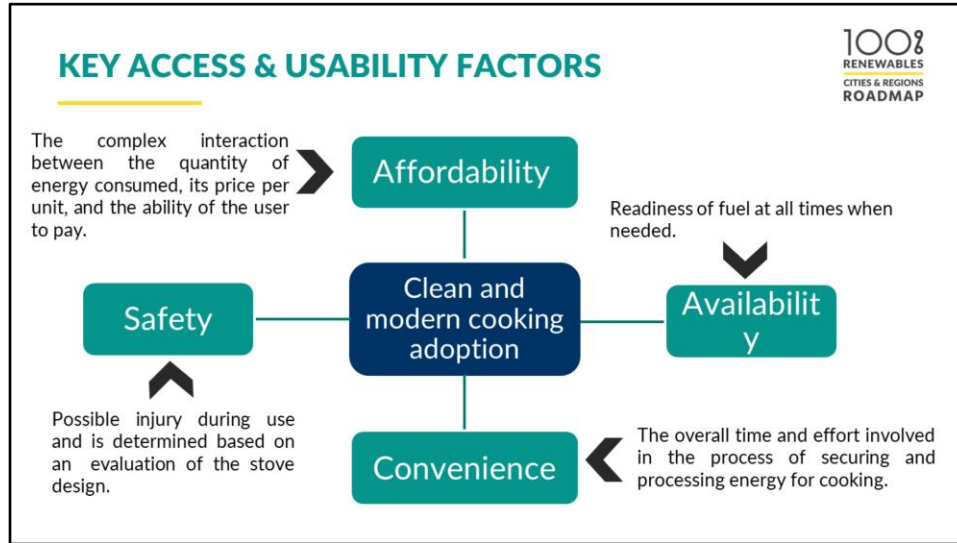 KEY ACCESS & USABILITY FACTORS
100%
RENEWABLES
CITIES & REGIONS
ROADMAP
The complex interaction
between the quantity of
energy consumed, its price per
unit, and the ability of the user
to pay.
Affordability
Readiness of fuel at all times when
needed.
Safety
Clean and
modern cooking
adoption
Availabilit
y
Possible injury during use
and is determined based on
an evaluation of the stove
design.
Convenience
The overall time and effort involved
in the process of securing and
processing energy for cooking.